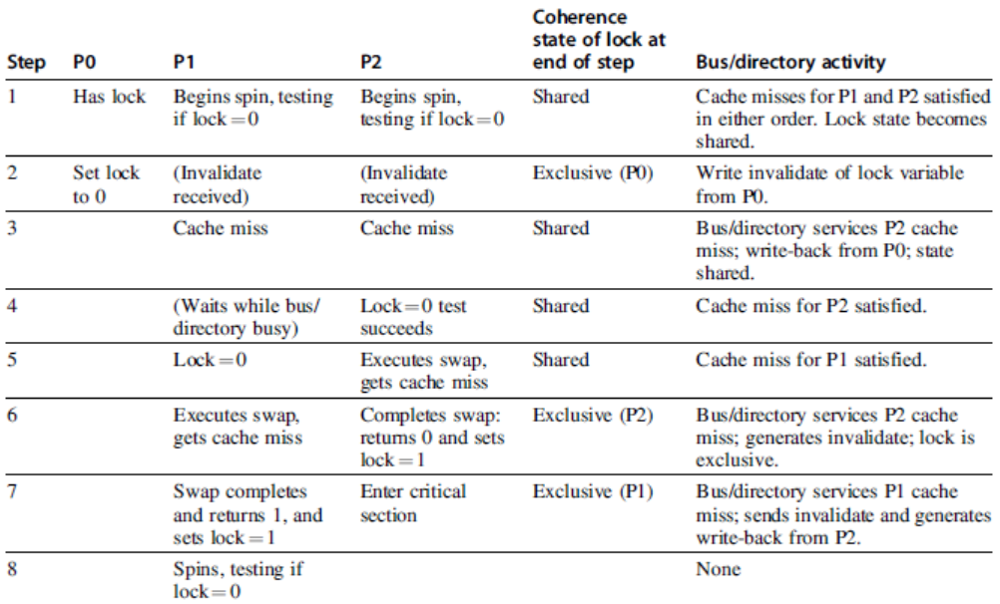 Coherence
state of lock at
Step P0 P1 P2 end of step Bus/directory activity
1 Has lock Begins spin, testing Begins spin, Shared Cache misses for P1 and P2 satisfied
if lock=0 testing if lock=0 in either order. Lock state becomes
shared.
2 Set lock (Invalidate (Invalidate Exclusive (P0) Write invalidate of lock variable
to 0 received) received) from P0.
3 Cache miss Cache miss Shared Bus/directory services P2 cache
miss; write-back from P0; state
shared.
4 (Waits while bus/ Lock=0 test Shared Cache miss for P2 satisfied.
directory busy) succeeds
5 Lock=0 Executes swap, Shared Cache miss for P1 satisfied.
gets cache miss
6 Executes swap, Completes swap: Exclusive (P2) Bus/directory services P2 cache
gets cache miss returns 0 and sets miss; generates invalidate; lock is
lock=1 exclusive.
7 Swap completes Enter critical Exclusive (P1) Bus/directory services P1 cache
and returns 1, and section miss; sends invalidate and generates
sets lock=1 write-back from P2.
8 Spins, testing if None
lock=0